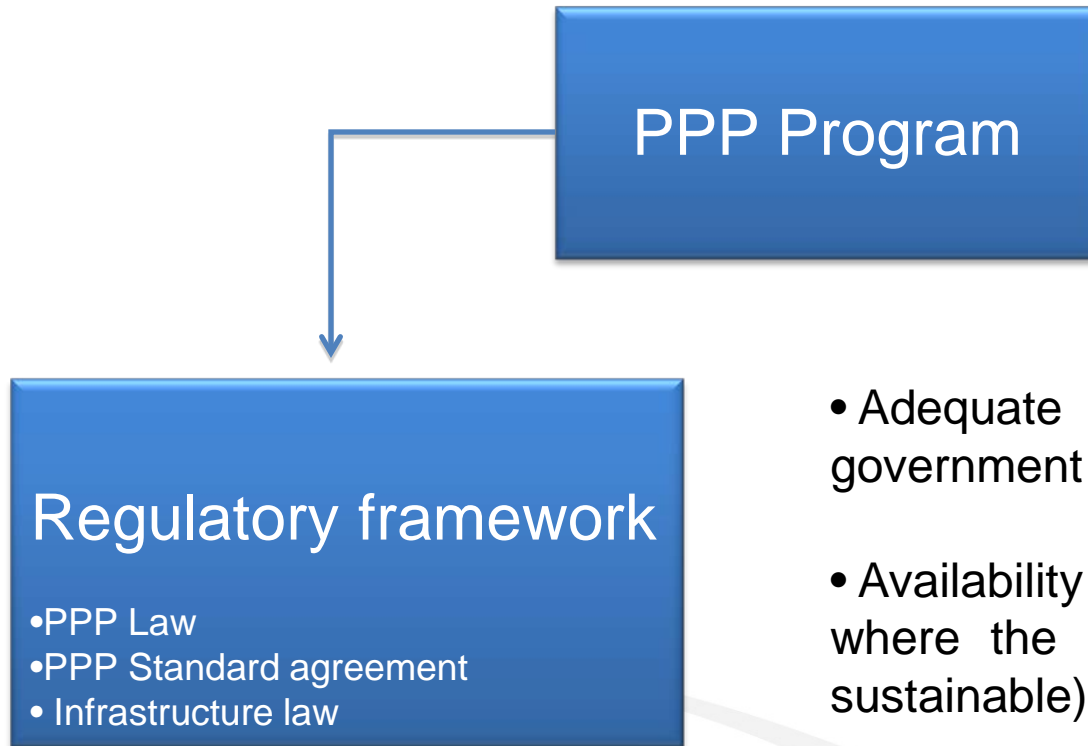 PPP Program
Regulatory framework
•PPP Law
•PPP Standard agreement
• Infrastructure law
• Adequate
government
• Availability
where the
sustainable)